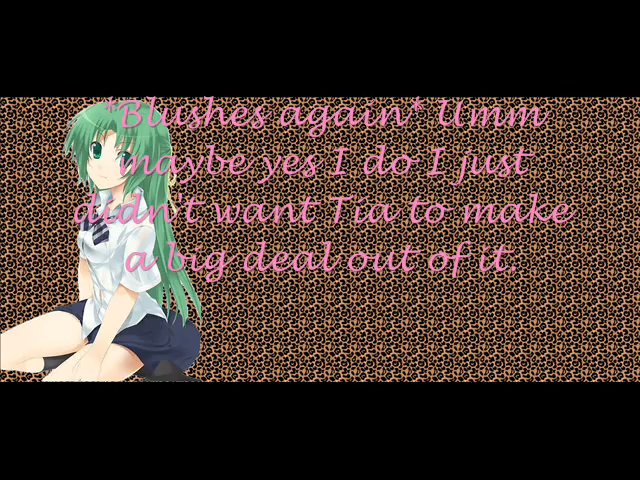 *Blushes again* Umm
maybe yes I do I just
didn't want Tia to make
a big deal out of it.